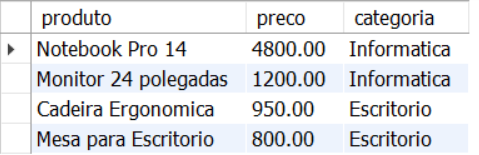 produto preco categoria
Notebook Pro 14 4800.00 Informatica
Monitor 24 polegadas 1200.00 Informatica
Cadeira Ergonomica 950.00 Escritorio
Mesa para Escritorio 800.00 Escritorio